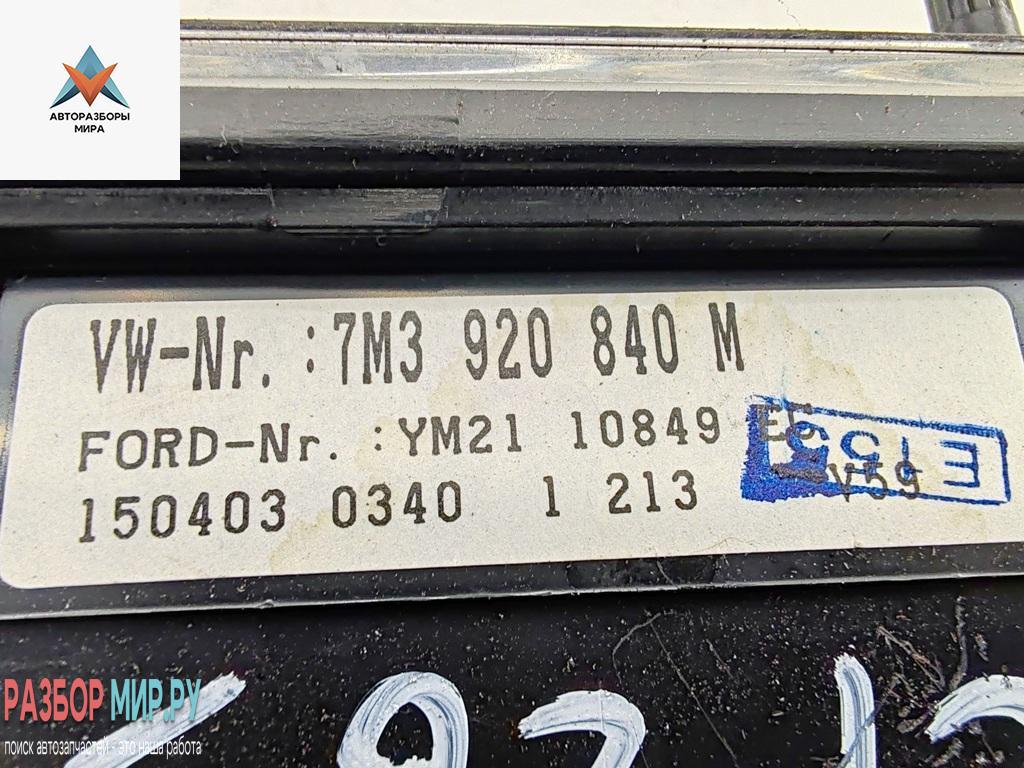 АВТОРАЗБОРЫ
МИРА
VW-Nr. :7M3 920 840 M
FORD-Nr. :YM21 10849
150403 0340 1 213 V59
РАЗБОР МИР.РУ
поиск автозапчастей - это наша работа